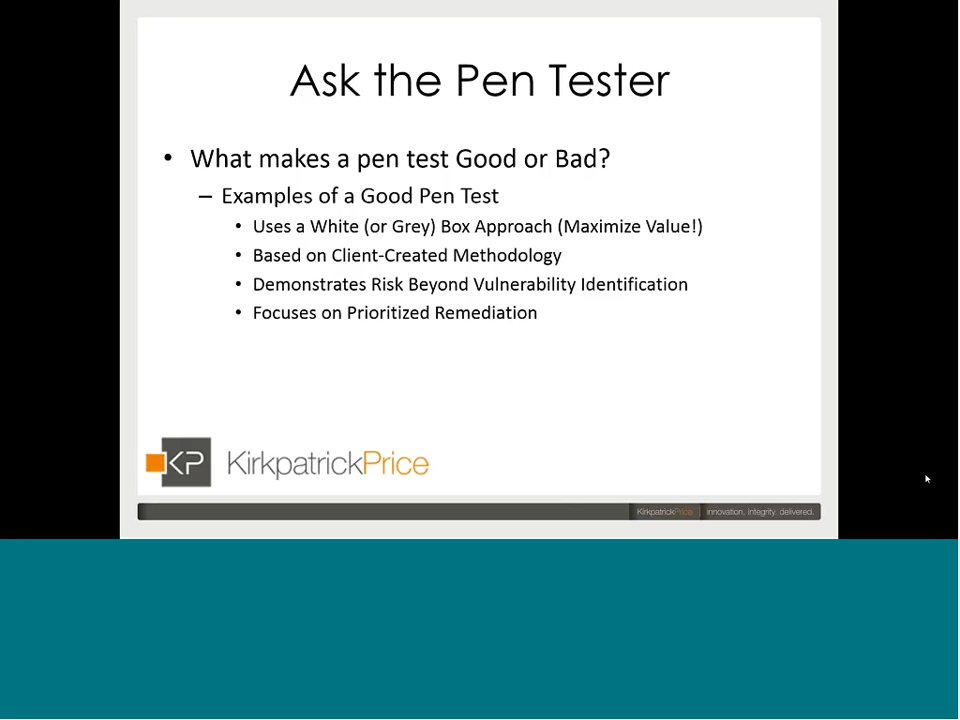 Ask the Pen Tester
• What makes a pen test Good or Bad?
– Examples of a Good Pen Test
• Uses a White (or Grey) Box Approach (Maximize Value!)
• Based on Client-Created Methodology
• Demonstrates Risk Beyond Vulnerability Identification
• Focuses on Prioritized Remediation
KP KirkpatrickPrice
KirkpatrickPrice innovation. integrity. delivered.